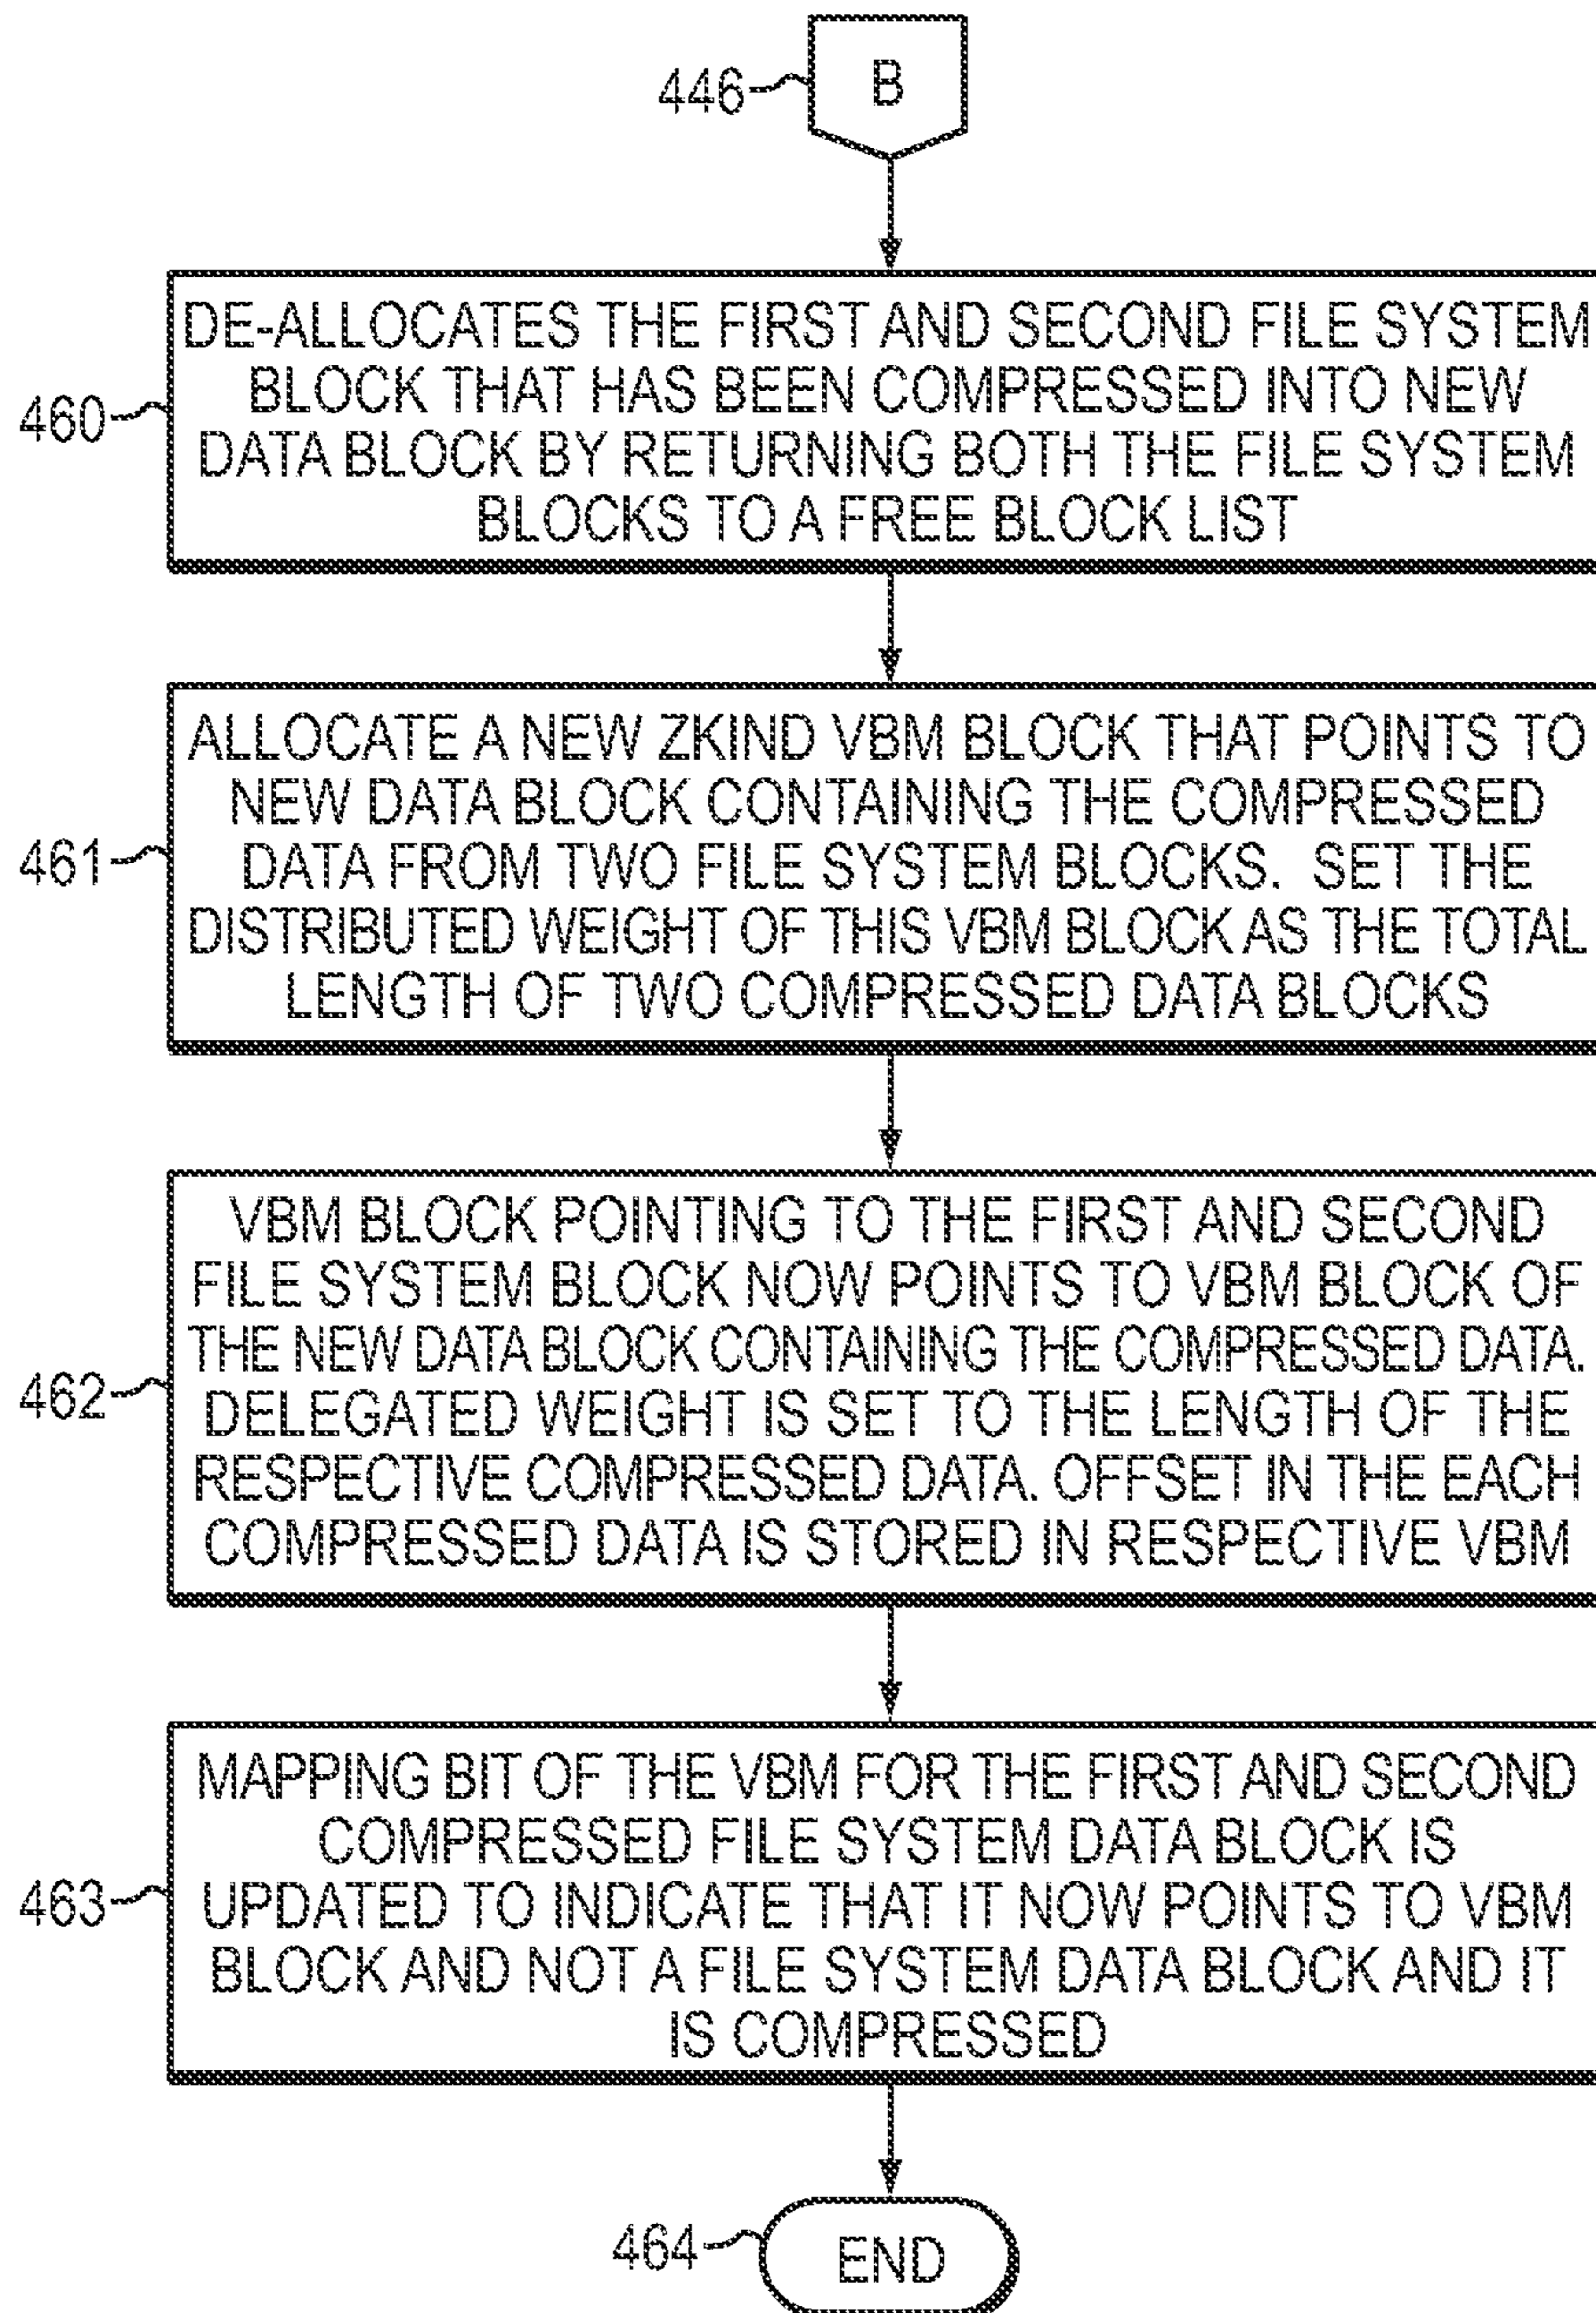 446
B
460
DE-ALLOCATES THE FIRST AND SECOND FILE SYSTEM
BLOCK THAT HAS BEEN COMPRESSED INTO NEW
DATA BLOCK BY RETURNING BOTH THE FILE SYSTEM
BLOCKS TO A FREE BLOCK LIST
461
ALLOCATE A NEW ZKIND VBM BLOCK THAT POINTS TO
NEW DATA BLOCK CONTAINING THE COMPRESSED
DATA FROM TWO FILE SYSTEM BLOCKS. SET THE
DISTRIBUTED WEIGHT OF THIS VBM BLOCK AS THE TOTAL
LENGTH OF TWO COMPRESSED DATA BLOCKS
462
VBM BLOCK POINTING TO THE FIRST AND SECOND
FILE SYSTEM BLOCK NOW POINTS TO VBM BLOCK OF
THE NEW DATA BLOCK CONTAINING THE COMPRESSED DATA.
DELEGATED WEIGHT IS SET TO THE LENGTH OF THE
RESPECTIVE COMPRESSED DATA. OFFSET IN THE EACH
COMPRESSED DATA IS STORED IN RESPECTIVE VBM
463
MAPPING BIT OF THE VBM FOR THE FIRST AND SECOND
COMPRESSED FILE SYSTEM DATA BLOCK IS
UPDATED TO INDICATE THAT IT NOW POINTS TO VBM
BLOCK AND NOT A FILE SYSTEM DATA BLOCK AND IT
IS COMPRESSED
464
END